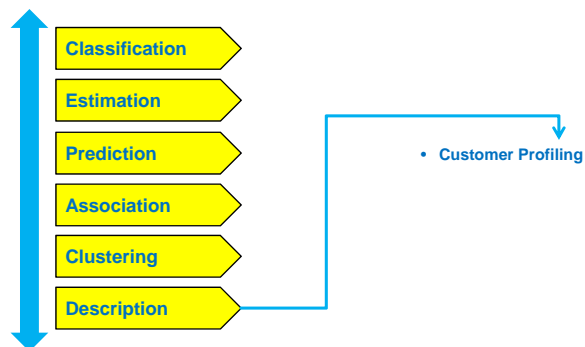 Classification
Estimation
Prediction
• Customer Profiling
Association
Clustering
Description